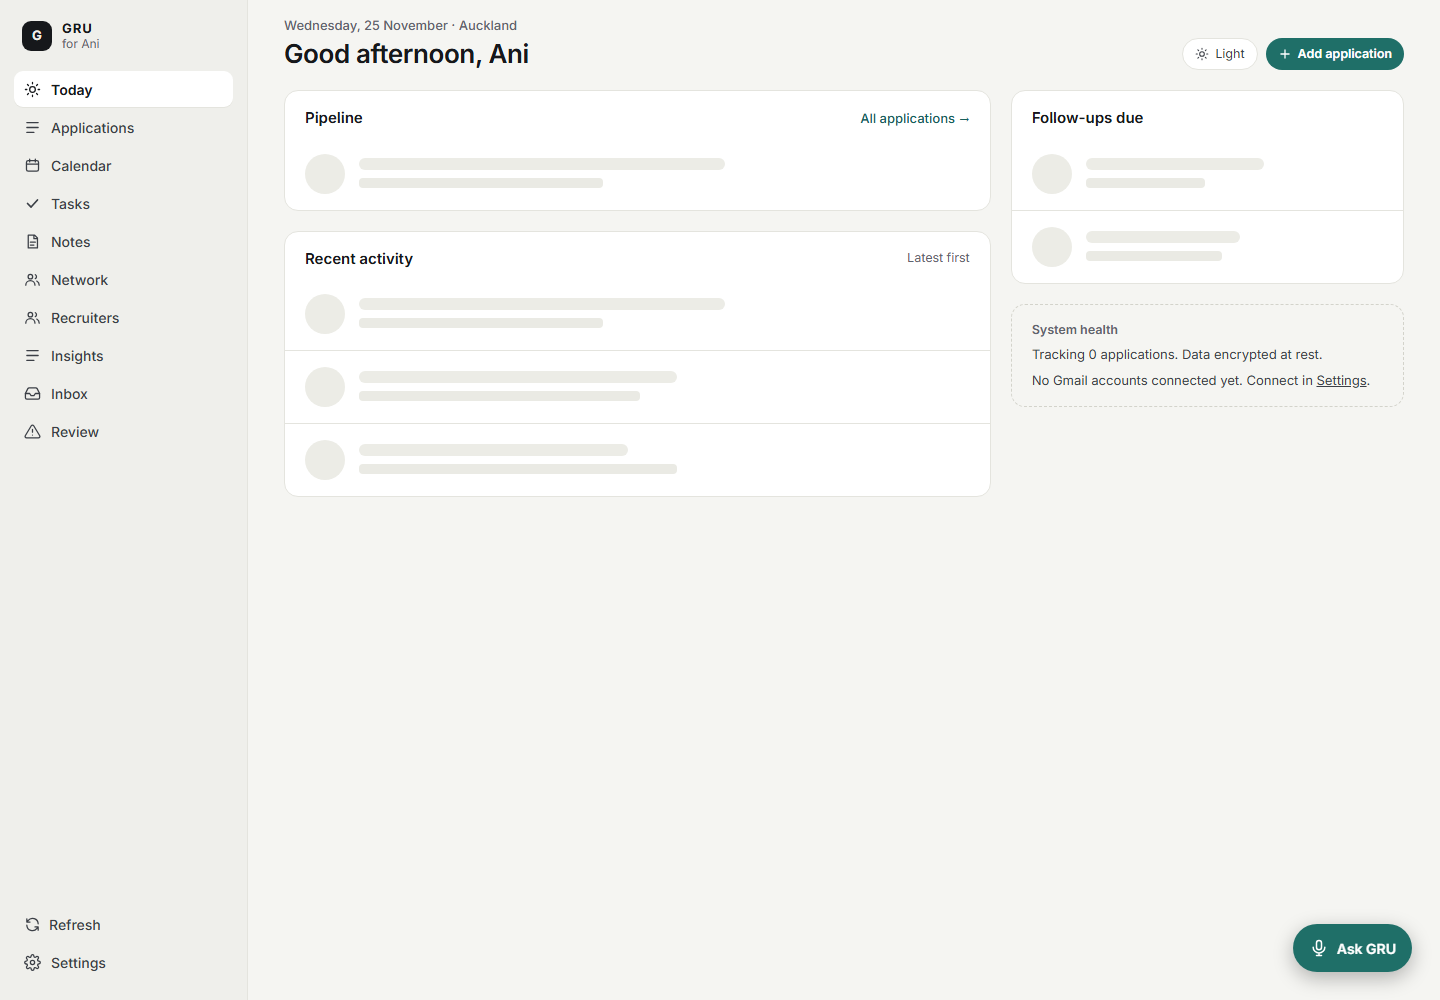 G
GRU
for Ani
Today
Applications
Calendar
Tasks
Notes
Network
Recruiters
Insights
Inbox
Review
Refresh
Settings
Wednesday, 25 November · Auckland
Good afternoon, Ani
Light
+ Add application
Pipeline
All applications →
Recent activity
Latest first
Follow-ups due
System health
Tracking 0 applications. Data encrypted at rest.
No Gmail accounts connected yet. Connect in Settings.
Ask GRU